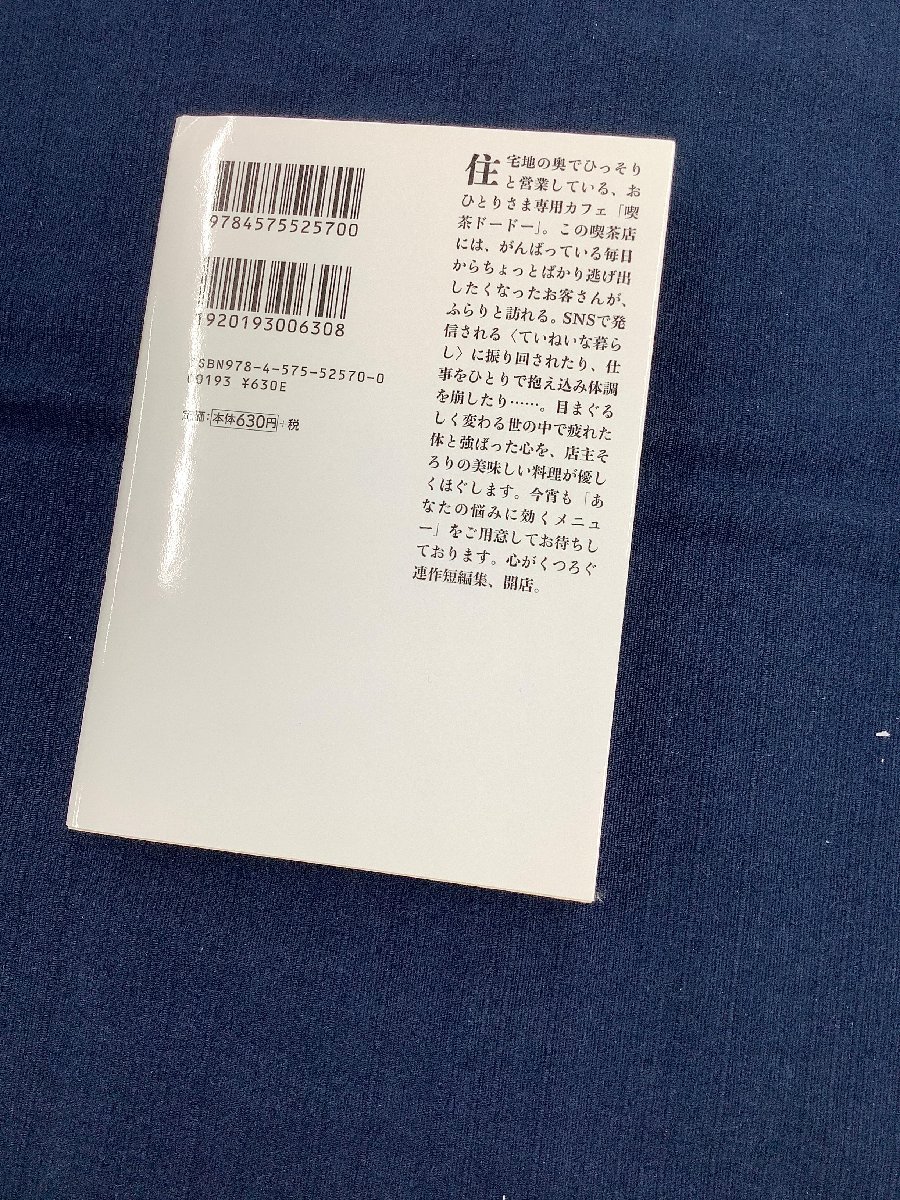 9784575525700
1920193006308
ISBN978-4-575-52570-0
C0193 ¥630E
定価:本体630円+税
住宅地の奥でひっそり
と営業している、お
ひとりさま専用カフェ「喫
茶ドードー」。この喫茶店
には、がんばっている毎日
からちょっとばかり逃げ出
したくなったお客さんが、
ふらりと訪れる。SNSで発
信される〈ていねいな暮ら
し〉に振り回されたり、仕
事をひとりで抱え込み体調
を崩したり……。目まぐる
しく変わる世の中で疲れた
体と強ばった心を、店主そ
ろりの美味しい料理が優し
くほぐします。今宵も「あ
なたの悩みに効くメニュ
ー」をご用意してお待ちし
ております。心がくつろぐ
連作短編集、開店。